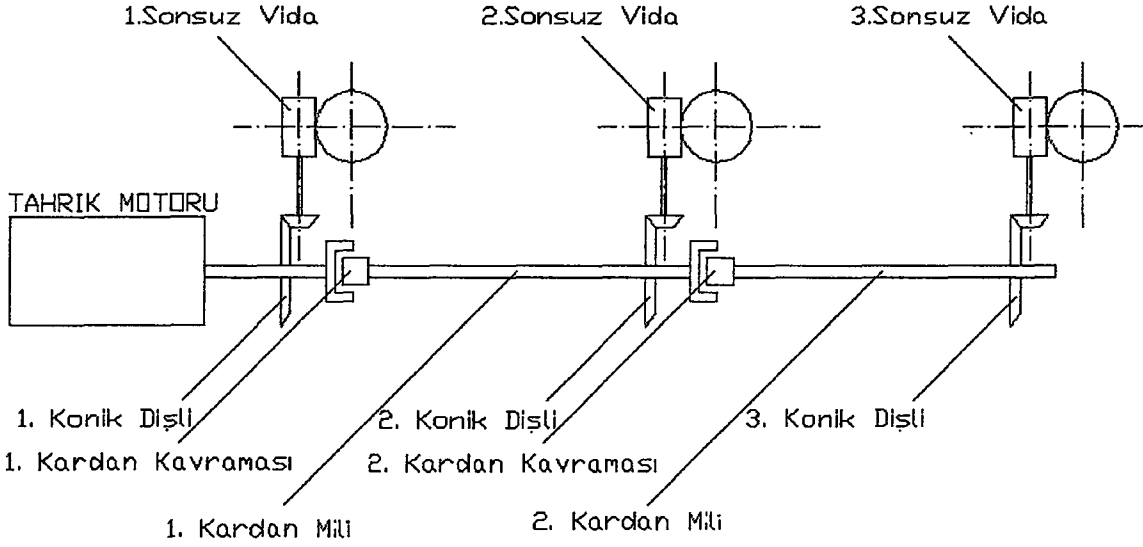 1.Sonsuz Vida
2.Sonsuz Vida
3.Sonsuz Vida
TAHRIK MOTORU
1. Konik Dişli
2. Konik Dişli
3. Konik Dişli
1. Kardan Kavraması
2. Kardan Kavraması
1. Kardan Mili
2. Kardan Mili